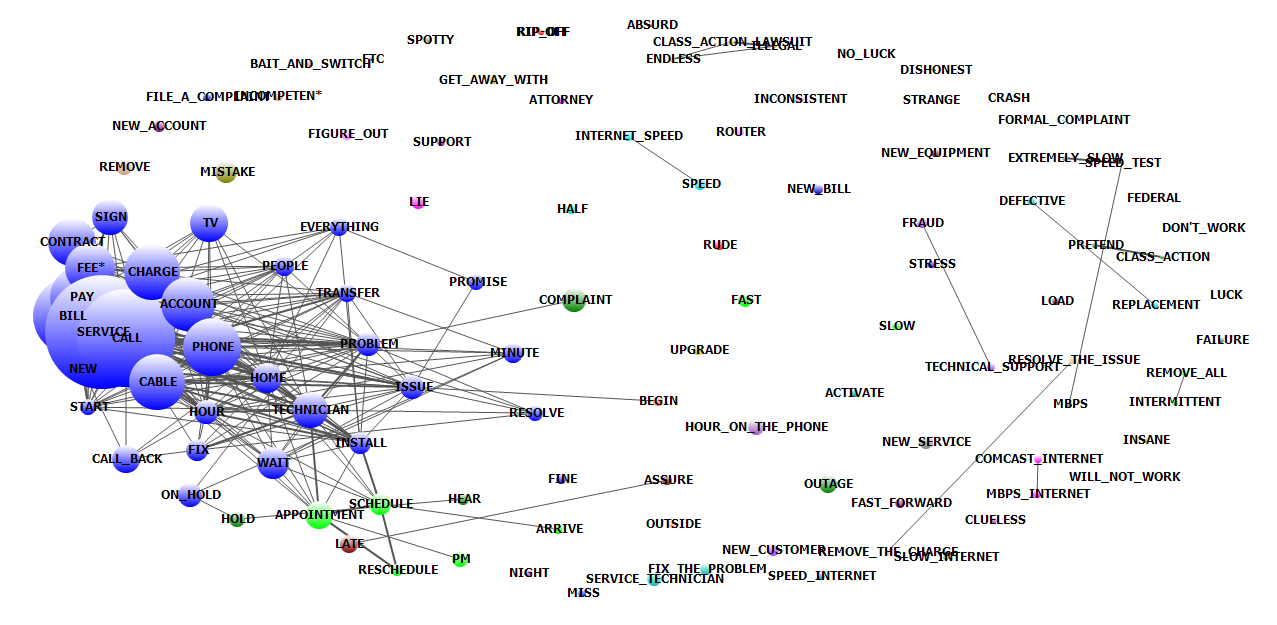 ABSURD
RIP_OFF
SPOTTY
CLASS_ACTION_LAWSUIT
ILLEGAL
ENDLESS
NO_LUCK
ETC
BAIT_AND_SWITCH
DISHONEST
GET_AWAY_WITH
FILE_A_COMPLAINT
INCOMPETEN*
ATTORNEY
INCONSISTENT
STRANGE
CRASH
FORMAL_COMPLAINT
NEW_ACCOUNT
FIGURE_OUT
SUPPORT
INTERNET_SPEED
ROUTER
NEW_EQUIPMENT
EXTREMELY_SLOW
SPEED_TEST
REMOVE
MISTAKE
SPEED
NEW_BILL
LIE
HALF
DEFECTIVE
FEDERAL
SIGN
TV
EVERYTHING
FRAUD
DON'T_WORK
CONTRACT
RUDE
PRETEND
CLASS_ACTION
FEE*
CHARGE
PEOPLE
STRESS
PROMISE
PAY
ACCOUNT
TRANSFER
COMPLAINT
FAST
LOAD
REPLACEMENT
LUCK
BILL
SERVICE
CALL
PHONE
PROBLEM
MINUTE
UPGRADE
SLOW
FAILURE
NEW
CABLE
HOME
ISSUE
TECHNICAL_SUPPORT
RESOLVE_THE_ISSUE
REMOVE_ALL
START
HOUR
TECHNICIAN
RESOLVE
BEGIN
ACTIVATE
MBPS
INTERMITTENT
HOUR_ON_THE_PHONE
FIX
INSTALL
NEW_SERVICE
INSANE
CALL_BACK
WAIT
COMCAST_INTERNET
FINE
ASSURE
OUTAGE
WILL_NOT_WORK
ON_HOLD
SCHEDULE
HEAR
FAST_FORWARD
MBPS_INTERNET
HOLD
APPOINTMENT
ARRIVE
OUTSIDE
CLUELESS
LATE
PM
NEW_CUSTOMER
REMOVE_THE_CHARGE
SLOW_INTERNET
RESCHEDULE
NIGHT
FIX_THE_PROBLEM
SERVICE_TECHNICIAN
SPEED_INTERNET
MISS